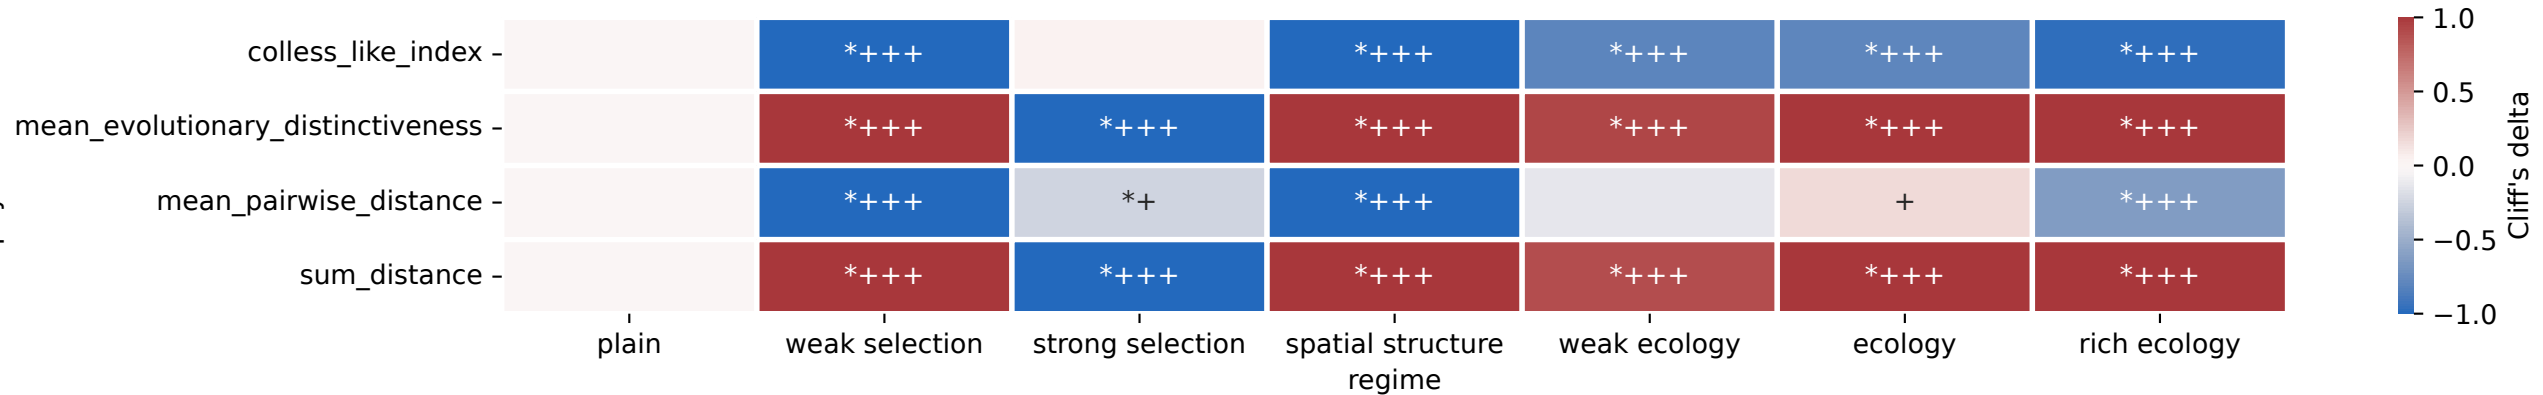 colless_like_index *+++ *+++ *+++ *+++ *+++
mean_evolutionary_distinctiveness *+++ *+++ *+++ *+++ *+++ *+++
mean_pairwise_distance *+++ *+ *+++ + *+++
sum_distance *+++ *+++ *+++ *+++ *+++ *+++
plain weak selection strong selection spatial structure weak ecology ecology rich ecology
regime
1.0
0.5
0.0
−0.5
−1.0
Cliff's delta